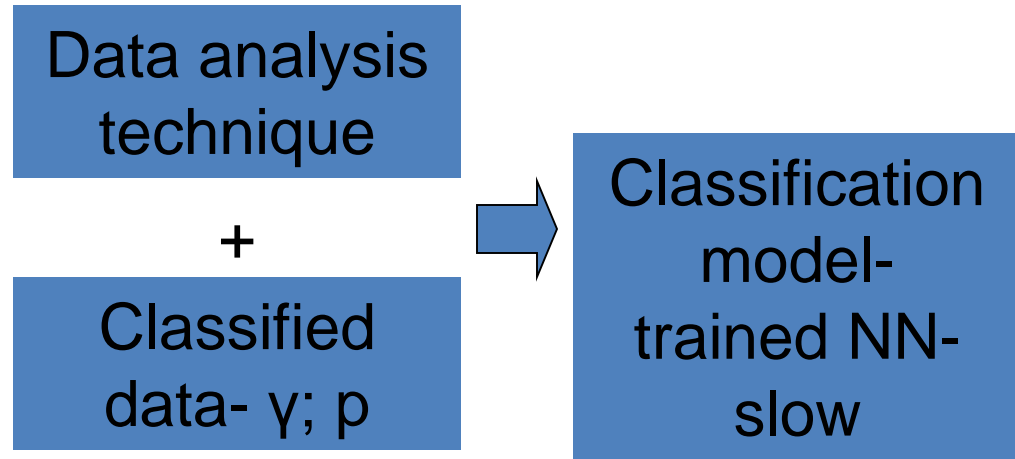 Data analysis
technique
+
Classified
data- γ; p
Classification
model-
trained NN-
slow